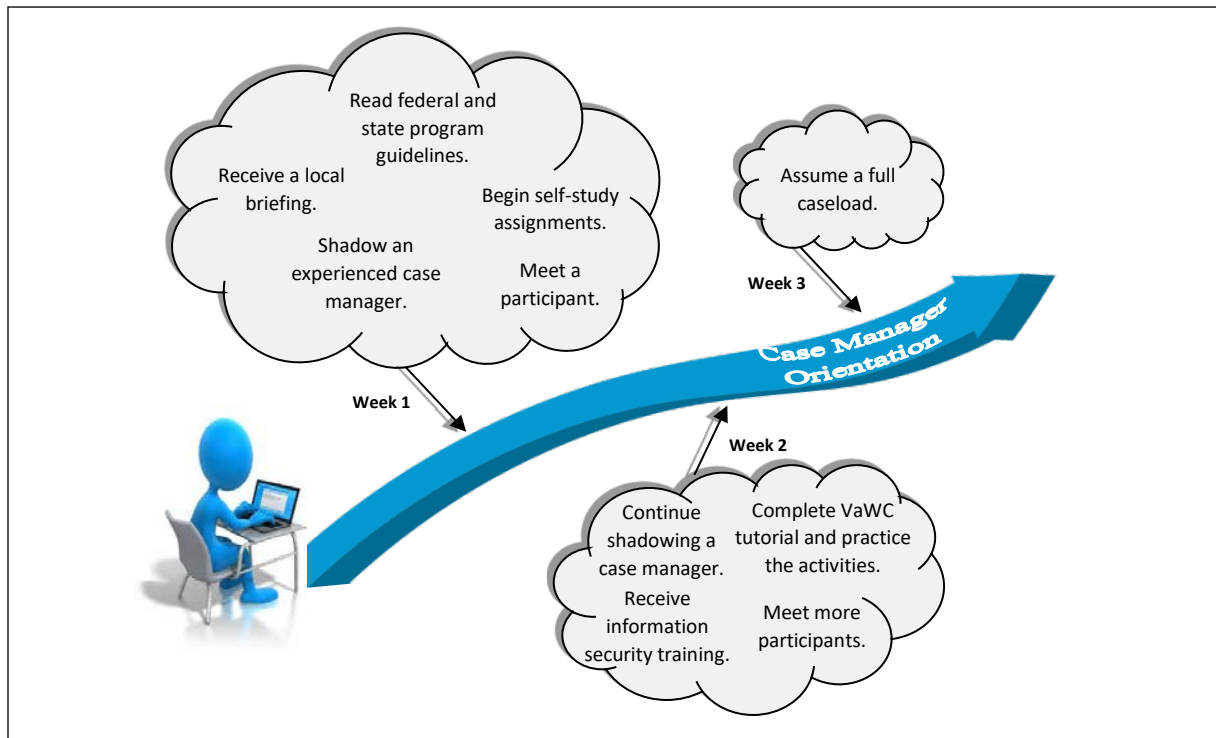 Read federal and
state program
guidelines.
Receive a local
briefing.
Begin self-study
assignments.
Shadow an
experienced case
manager.
Meet a
participant.
Week 1
Assume a full
caseload.
Week 3
Case Manager
Orientation
Week 2
Continue
shadowing a
case manager.
Complete VaWC
tutorial and practice
the activities.
Receive
information
security training.
Meet more
participants.